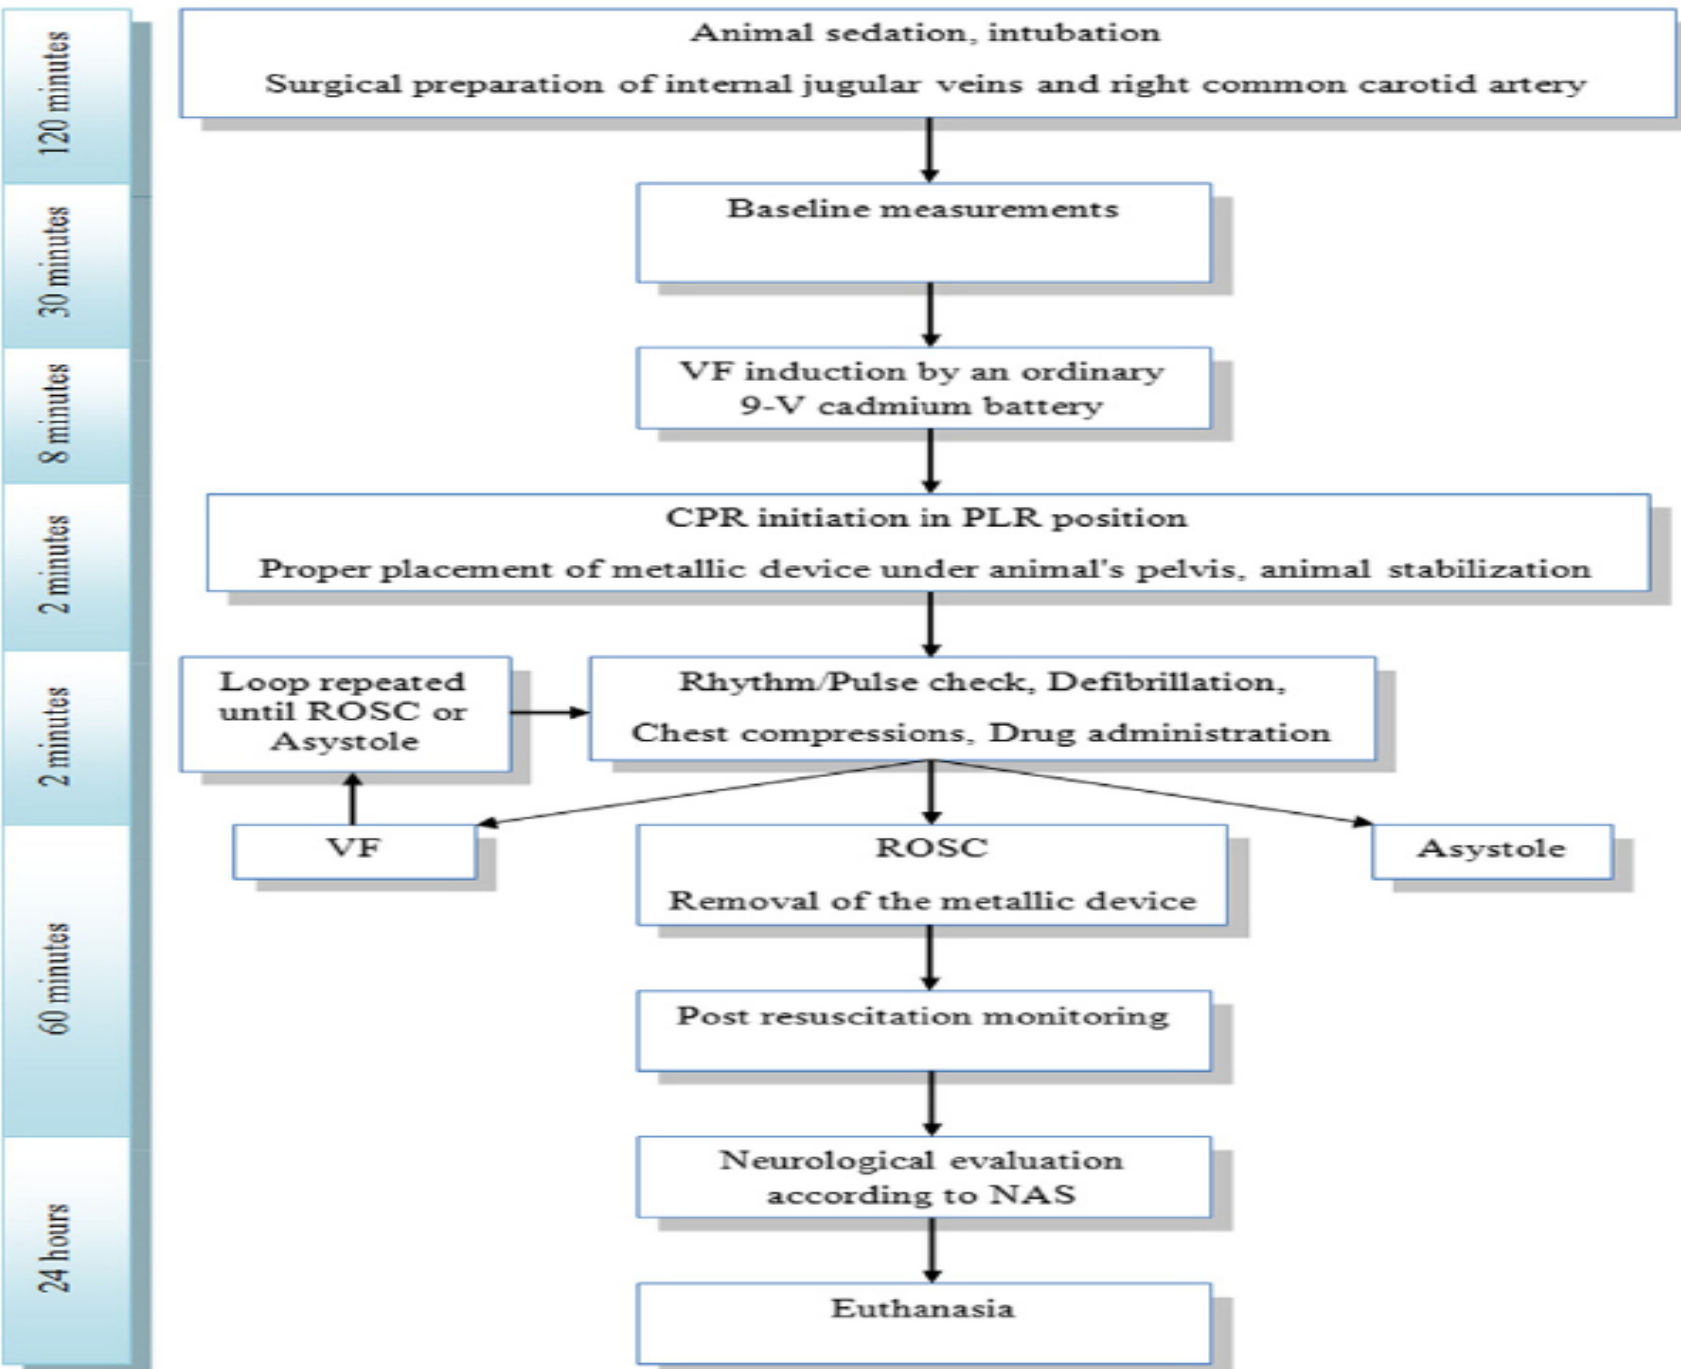 120 minutes
Animal sedation, intubation
Surgical preparation of internal jugular veins and right common carotid artery
30 minutes
Baseline measurements
8 minutes
VF induction by an ordinary
9-V cadmium battery
2 minutes
CPR initiation in PLR position
Proper placement of metallic device under animal's pelvis, animal stabilization
2 minutes
Loop repeated
until ROSC or
Asystole
Rhythm/Pulse check, Defibrillation,
Chest compressions, Drug administration
60 minutes
VF
ROSC
Removal of the metallic device
Asystole
Post resuscitation monitoring
24 hours
Neurological evaluation
according to NAS
Euthanasia